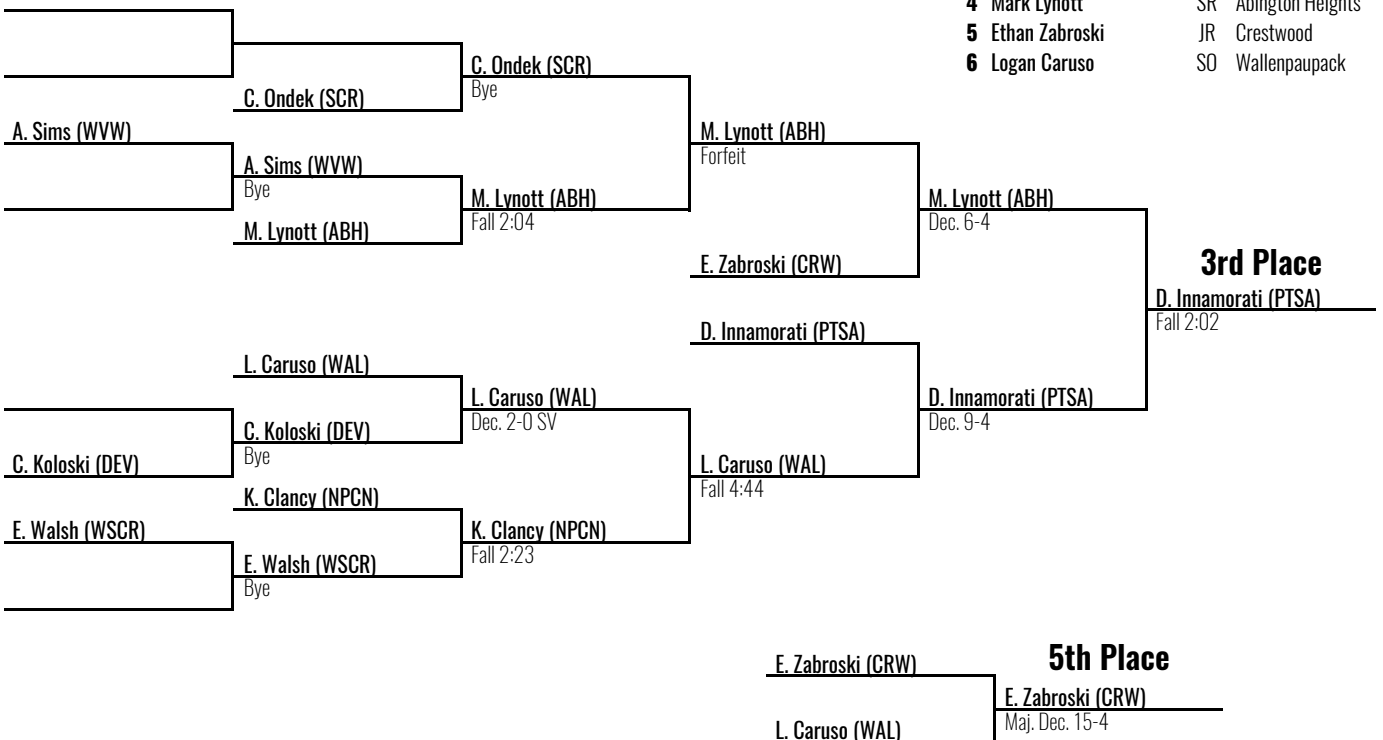 4 Mark Lynott SR Abington Heights
5 Ethan Zabroski JR Crestwood
6 Logan Caruso SO Wallenpaupack
C. Ondek (SCR)
Bye
C. Ondek (SCR)
A. Sims (WVW)
M. Lynott (ABH)
Forfeit
A. Sims (WVW)
Bye
M. Lynott (ABH)
Fall 2:04
M. Lynott (ABH)
Dec. 6-4
M. Lynott (ABH)
E. Zabroski (CRW)
3rd Place
D. Innamorati (PTSA)
Fall 2:02
D. Innamorati (PTSA)
L. Caruso (WAL)
L. Caruso (WAL)
Dec. 2-0 SV
D. Innamorati (PTSA)
Dec. 9-4
C. Koloski (DEV)
Bye
C. Koloski (DEV)
L. Caruso (WAL)
Fall 4:44
K. Clancy (NPCN)
E. Walsh (WSCR)
K. Clancy (NPCN)
Fall 2:23
E. Walsh (WSCR)
Bye
E. Zabroski (CRW)
5th Place
E. Zabroski (CRW)
Maj. Dec. 15-4
L. Caruso (WAL)